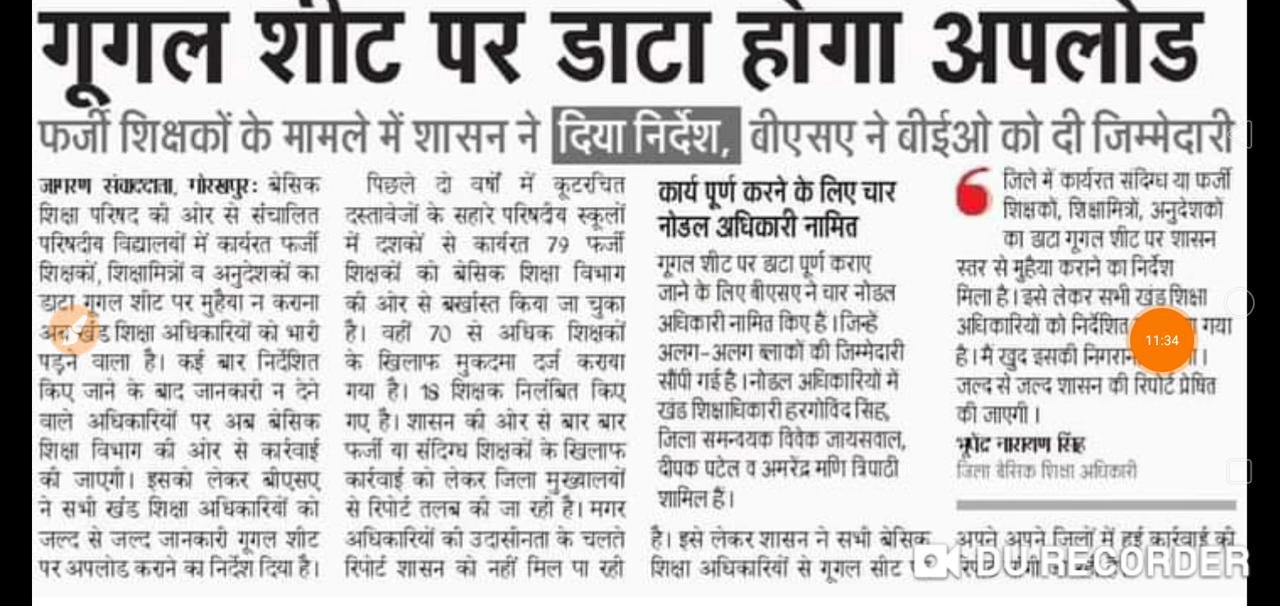 गूगल शीट पर डाटा होगा अपलोड
फर्जी शिक्षकों के मामले में शासन ने दिया निर्देश, बीएसए ने बीईओ को दी जिम्मेदारी
जागरण संवाददाता, गोरखपुर: बेसिक
शिक्षा परिषद की ओर से संचालित
परिषदीय विद्यालयों में कार्यरत फर्जी
शिक्षकों, शिक्षामित्रों व अनुदेशकों का
डाटा गूगल शीट पर मुहैया न कराना
अब खंड शिक्षा अधिकारियों को भारी
पड़ने वाला है। कई बार निर्देशित
किए जाने के बाद जानकारी न देने
वाले अधिकारियों पर अब बेसिक
शिक्षा विभाग की ओर से कार्रवाई
की जाएगी। इसको लेकर बीएसए
ने सभी खंड शिक्षा अधिकारियों को
जल्द से जल्द जानकारी गूगल शीट
पर अपलोड कराने का निर्देश दिया है।
पिछले दो वर्षों में कूटरचित
दस्तावेजों के सहारे परिषदीय स्कूलों
में दशकों से कार्यरत 79 फर्जी
शिक्षकों को बेसिक शिक्षा विभाग
की ओर से बर्खास्त किया जा चुका
है। वहीं 70 से अधिक शिक्षकों
के खिलाफ मुकदमा दर्ज कराया
गया है। 18 शिक्षक निलंबित किए
गए है। शासन की ओर से बार बार
फर्जी या संदिग्ध शिक्षकों के खिलाफ
कार्रवाई को लेकर जिला मुख्यालयों
से रिपोर्ट तलब की जा रही है। मगर
अधिकारियों की उदासीनता के चलते
रिपोर्ट शासन को नहीं मिल पा रही
कार्य पूर्ण करने के लिए चार
नोडल अधिकारी नामित
गूगल शीट पर डाटा पूर्ण कराए
जाने के लिए बीएसए ने चार नोडल
अधिकारी नामित किए हैं। जिन्हें
अलग-अलग ब्लाकों की जिम्मेदारी
सौंपी गई है। नोडल अधिकारियों में
खंड शिक्षाधिकारी हरगोविंद सिंह,
जिला समन्वयक विवेक जायसवाल,
दीपक पटेल व अमरेंद्र मणि त्रिपाठी
शामिल हैं।
है। इसे लेकर शासन ने सभी बेसिक
शिक्षा अधिकारियों से गूगल सीट
जिले में कार्यरत संदिग्ध या फर्जी
शिक्षकों, शिक्षामित्रों, अनुदेशकों
का डाटा गूगल शीट पर शासन
स्तर से मुहैया कराने का निर्देश
मिला है। इसे लेकर सभी खंड शिक्षा
अधिकारियों को निर्देशित गया
है। मैं खुद इसकी
जल्द से जल्द शासन की रिपोर्ट प्रेषित
की जाएगी।
भूपेंद्र नारायण सिंह
जिला बेसिक शिक्षा अधिकारी
अपने अपने जिलों में हुई कार्रवाई की
11:34
DU RECORDER